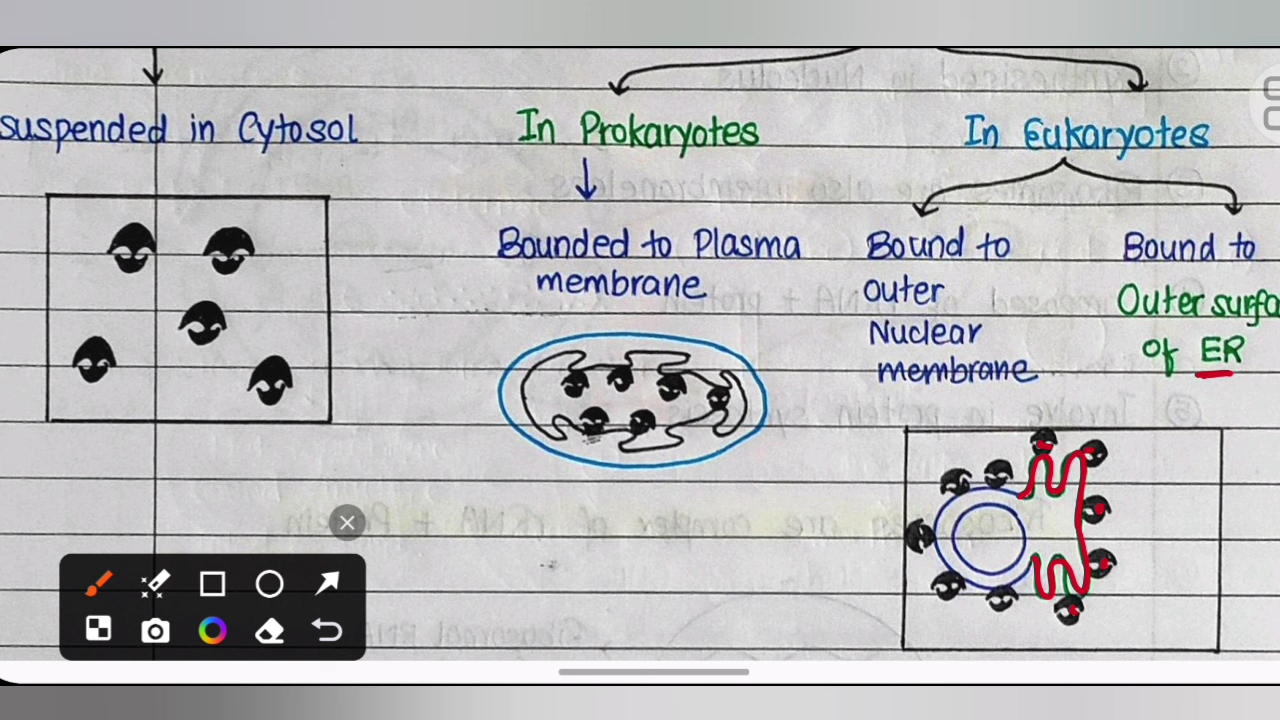 suspended in Cytosol
In Prokaryotes
Bounded to Plasma
membrane
In Eukaryotes
Bound to
outer
Nuclear
membrane
Bound to
Outer surfa
of ER